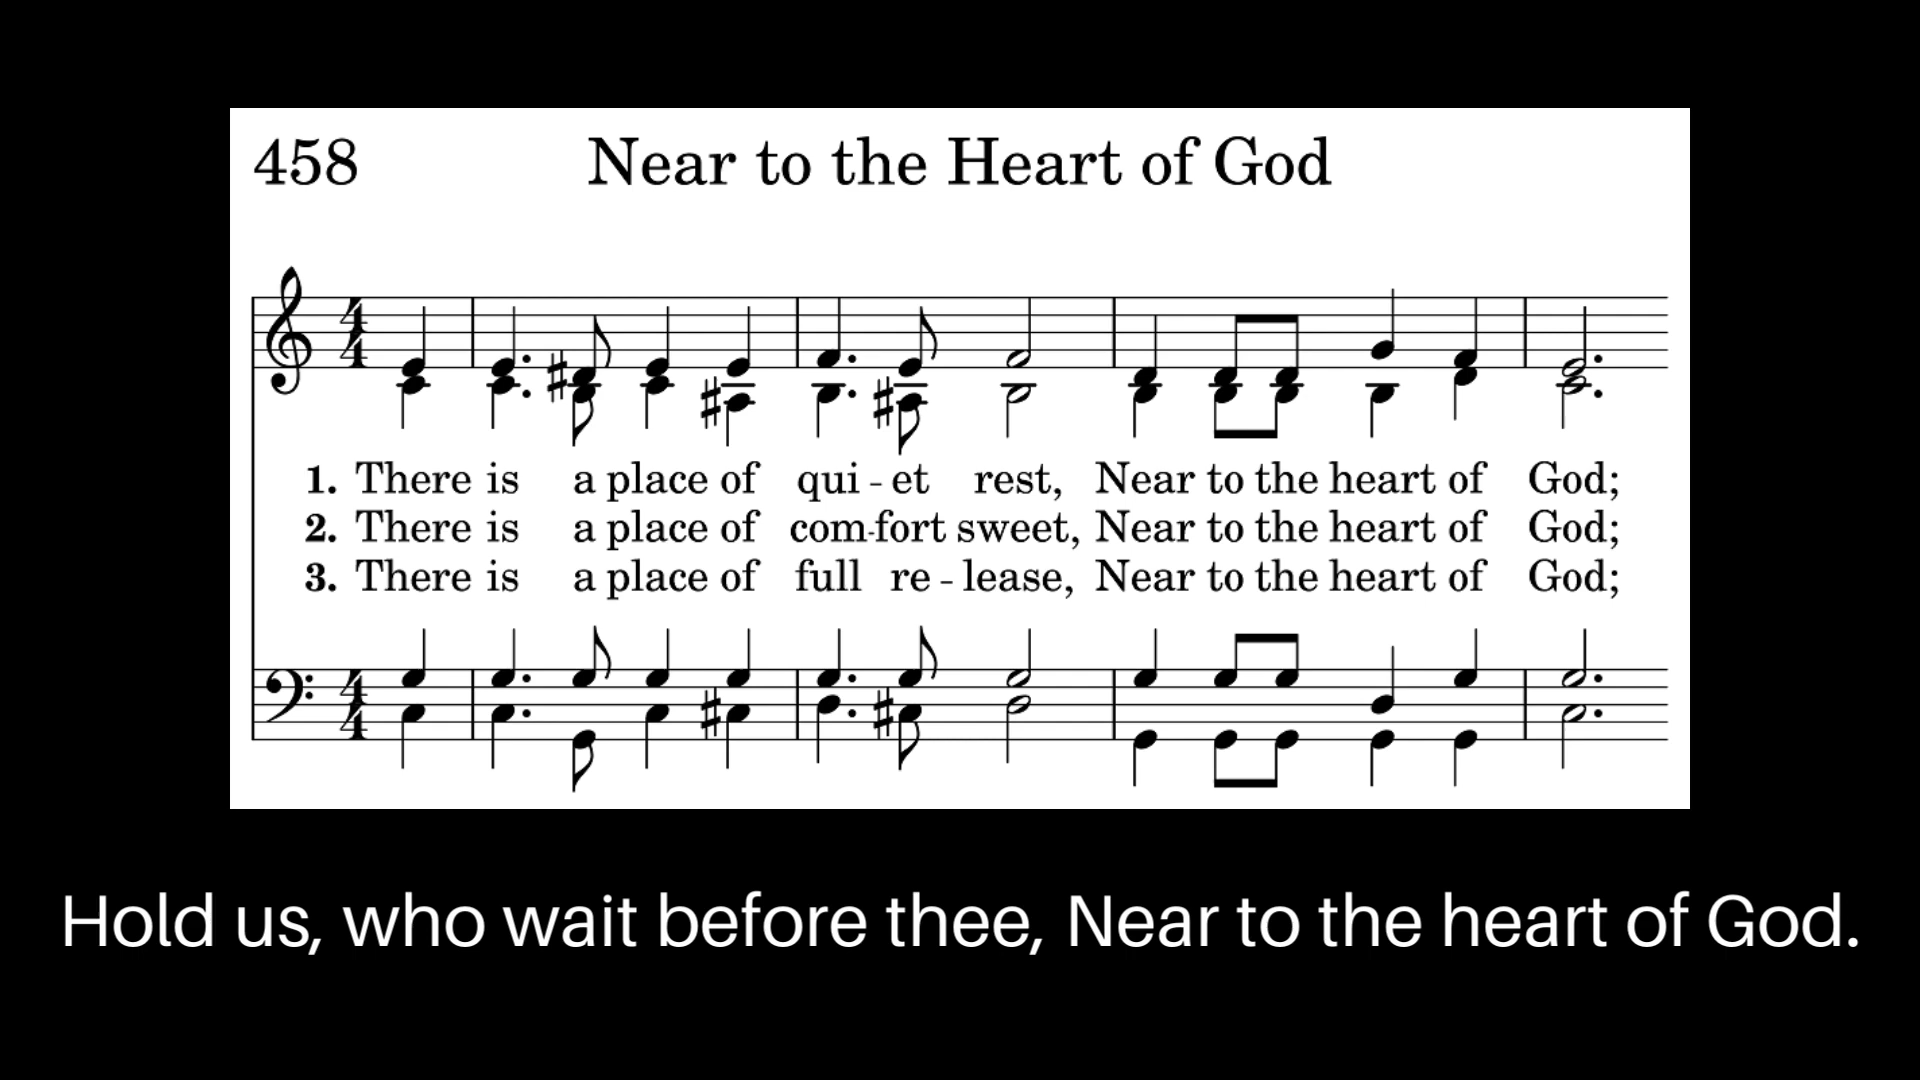 458 Near to the Heart of God
1. There is a place of qui - et rest, Near to the heart of God;
2. There is a place of com-fort sweet, Near to the heart of God;
3. There is a place of full re - lease, Near to the heart of God;
Hold us, who wait before thee, Near to the heart of God.